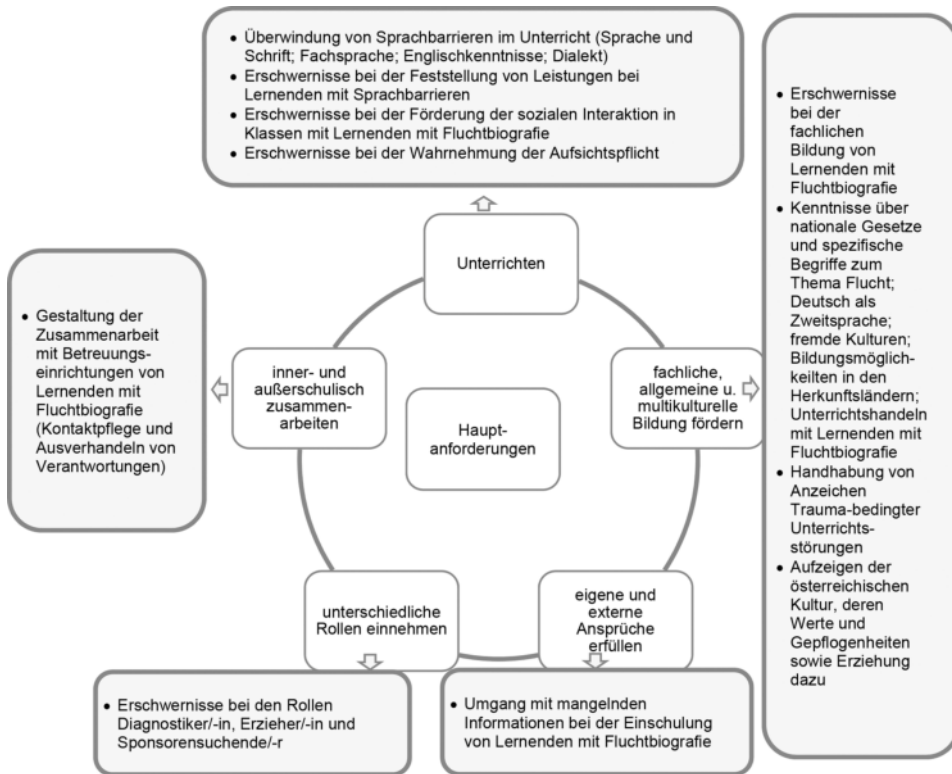 • Überwindung von Sprachbarrieren im Unterricht (Sprache und
Schrift; Fachsprache; Englischkenntnisse; Dialekt)
• Erschwernisse bei der Feststellung von Leistungen bei
Lernenden mit Sprachbarrieren
• Erschwernisse bei der Förderung der sozialen Interaktion in
Klassen mit Lernenden mit Fluchtbiografie
• Erschwernisse bei der Wahrnehmung der Aufsichtspflicht
Unterrichten
• Gestaltung der
Zusammenarbeit
mit Betreuungs-
einrichtungen von
Lernenden mit
Fluchtbiografie
(Kontaktpflege und
Ausverhandeln von
Verantwortungen)
inner- und
außerschulisch
zusammen-
arbeiten
Haupt-
anforderungen
fachliche,
allgemeine u.
multikulturelle
Bildung fördern
• Erschwernisse
bei der
fachlichen
Bildung von
Lernenden mit
Fluchtbiografie
• Kenntnisse über
nationale Gesetze
und spezifische
Begriffe zum
Thema Flucht;
Deutsch als
Zweitsprache;
fremde Kulturen;
Bildungsmöglich-
keilten in den
Herkunftsländern;
Unterrichtshandeln
mit Lernenden mit
Fluchtbiografie
• Handhabung von
Anzeichen
Trauma-bedingter
Unterrichts-
störungen
• Aufzeigen der
österreichischen
Kultur, deren
Werte und
Gepflogenheiten
sowie Erziehung
dazu
unterschiedliche
Rollen einnehmen
eigene und
externe
Ansprüche
erfüllen
• Erschwernisse bei den Rollen
Diagnostiker/-in, Erzieher/-in und
Sponsorensuchende/-r
• Umgang mit mangelnden
Informationen bei der Einschulung
von Lernenden mit Fluchtbiografie